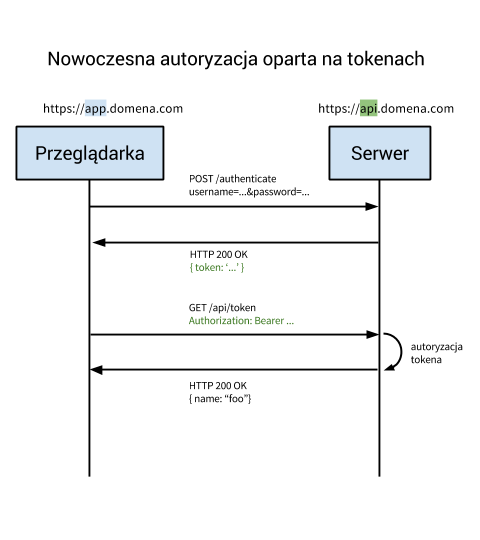 Nowoczesna autoryzacja oparta na tokenach
https://app.domena.com
https://api.domena.com
Przeglądarka
Serwer
POST /authenticate
username=...&password=...
HTTP 200 OK
{ token: ‘...’ }
GET /api/token
Authorization: Bearer ...
autoryzacja
tokena
HTTP 200 OK
{ name: “foo”}